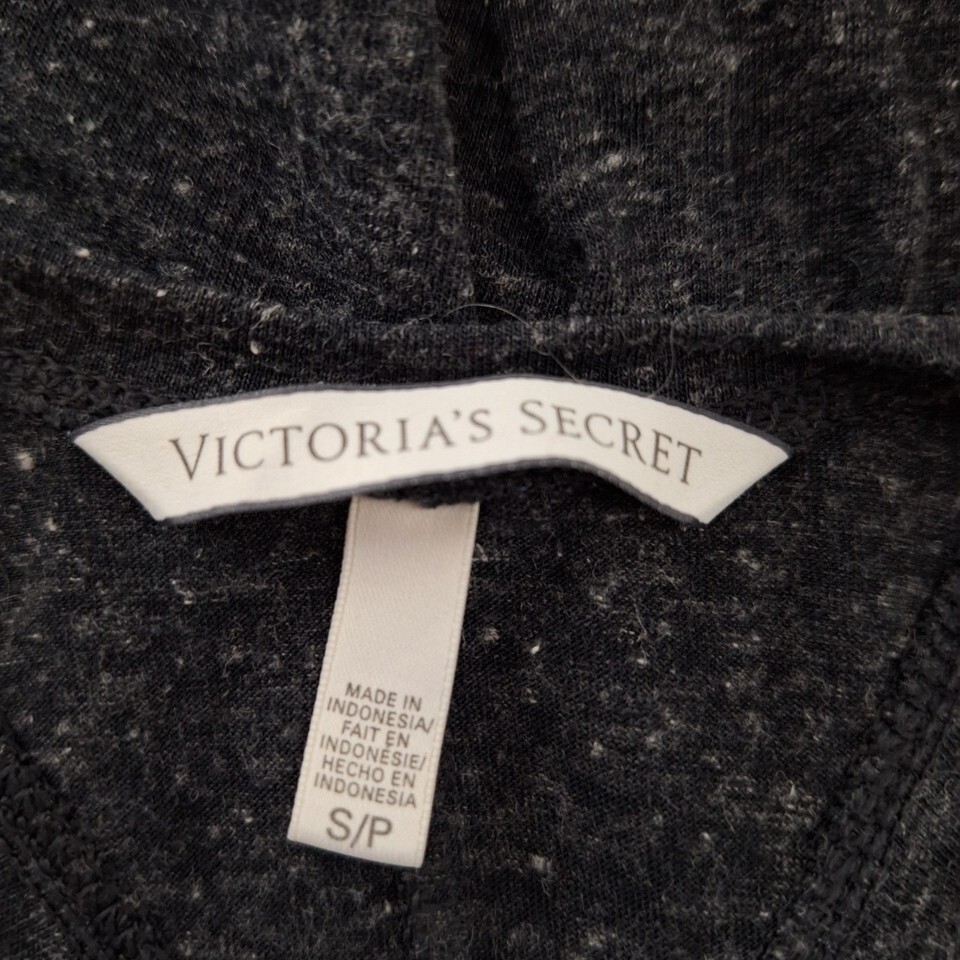 VICTORIA'S SECRET
MADE IN
INDONESIA/
FAIT EN
INDONÉSIE/
HECHO EN
INDONESIA
S/P